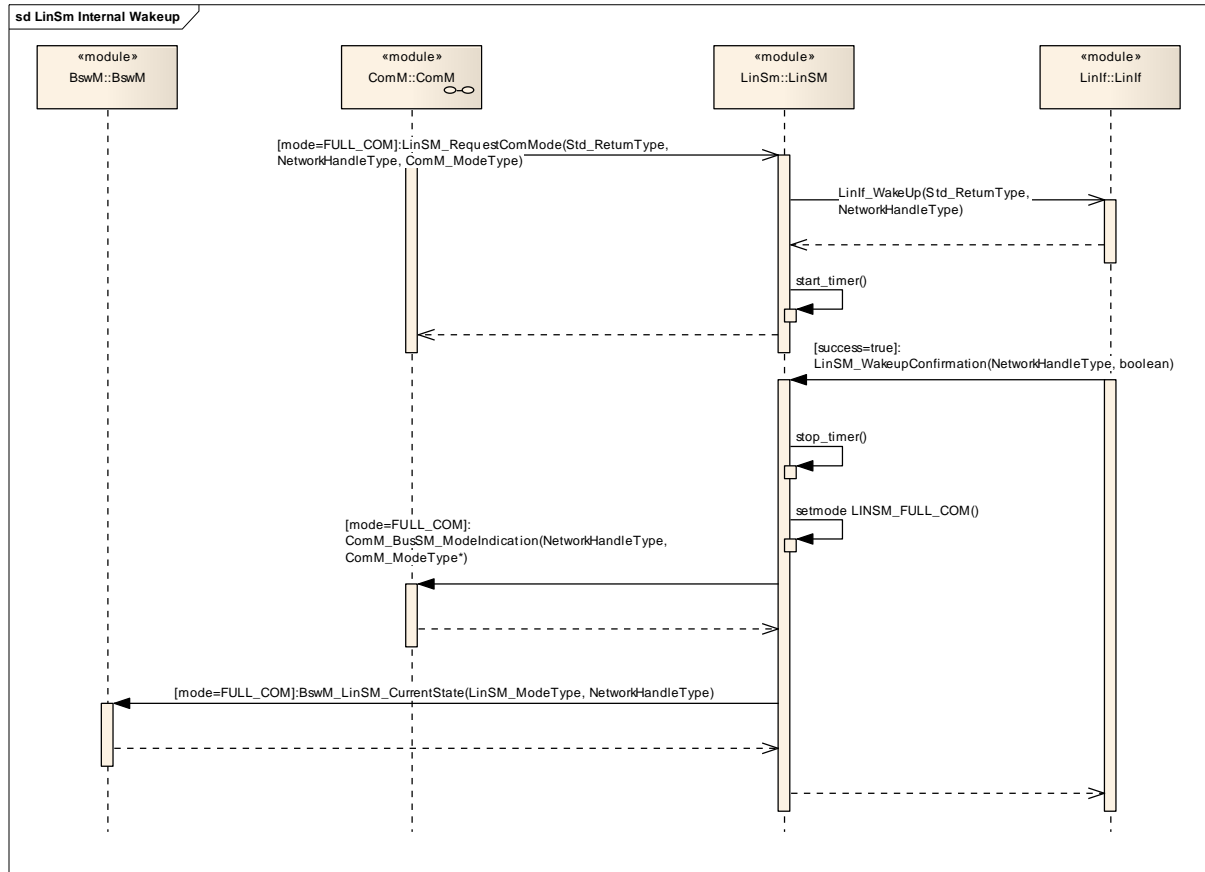 sd LinSm Internal Wakeup
«module»
BswM::BswM
«module»
ComM::ComM
«module»
LinSm::LinSM
«module»
LinIf::LinIf
[mode=FULL_COM]:LinSM_RequestComMode(Std_ReturnType,
NetworkHandleType, ComM_ModeType)
LinIf_WakeUp(Std_ReturnType,
NetworkHandleType)
start_timer()
[success=true]:
LinSM_WakeupConfirmation(NetworkHandleType, boolean)
stop_timer()
setmode LINSM_FULL_COM()
[mode=FULL_COM]:
ComM_BusSM_ModeIndication(NetworkHandleType,
ComM_ModeType*)
[mode=FULL_COM]:BswM_LinSM_CurrentState(LinSM_ModeType, NetworkHandleType)